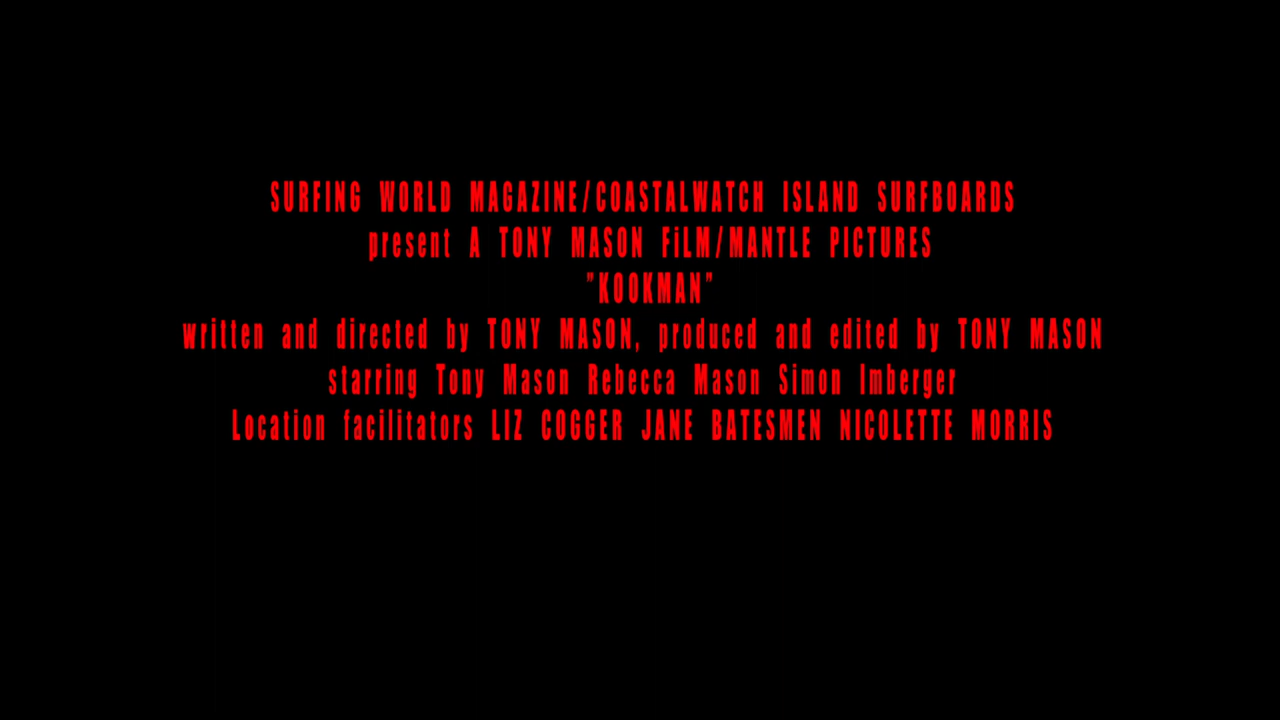 SURFING WORLD MAGAZINE/COASTALWATCH ISLAND SURFBOARDS
present A TONY MASON FiLM/MANTLE PICTURES
"KOOKMAN"
written and directed by TONY MASON, produced and edited by TONY MASON
starring Tony Mason Rebecca Mason Simon Imberger
Location facilitators LIZ COGGER JANE BATESMEN NICOLETTE MORRIS